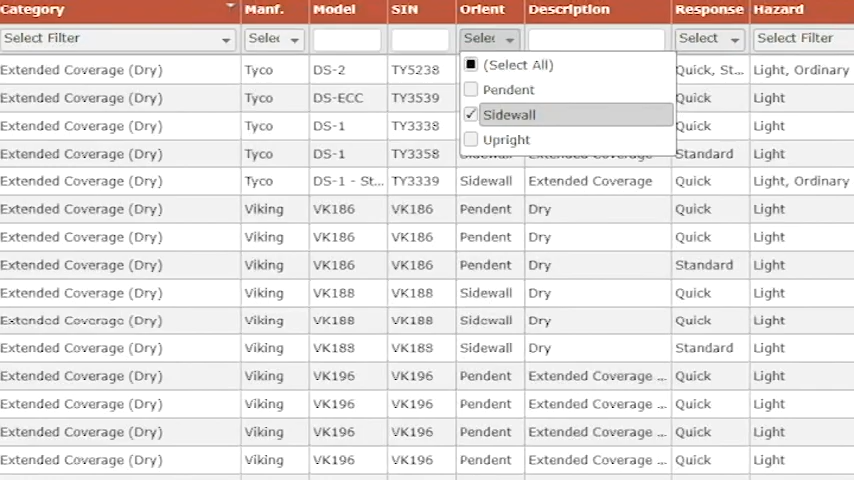 Category Manf. Model SIN Orient Description Response Hazard
Select Filter Selec Selec Select Select Filter
Extended Coverage (Dry) Tyco DS-2 TY5238 (Select All) Quick, St... Light, Ordinary
Extended Coverage (Dry) Tyco DS-ECC TY3539 Pendent Quick Light
Extended Coverage (Dry) Tyco DS-1 TY3338 Sidewall Quick Light
Extended Coverage (Dry) Tyco DS-1 TY3358 Upright Standard Light
Extended Coverage (Dry) Tyco DS-1 - St... TY3339 Sidewall Extended Coverage Quick Light, Ordinary
Extended Coverage (Dry) Viking VK186 VK186 Pendent Dry Quick Light
Extended Coverage (Dry) Viking VK186 VK186 Pendent Dry Quick Light
Extended Coverage (Dry) Viking VK186 VK186 Pendent Dry Standard Light
Extended Coverage (Dry) Viking VK188 VK188 Sidewall Dry Quick Light
Extended Coverage (Dry) Viking VK188 VK188 Sidewall Dry Quick Light
Extended Coverage (Dry) Viking VK188 VK188 Sidewall Dry Standard Light
Extended Coverage (Dry) Viking VK196 VK196 Pendent Extended Coverage ... Quick Light
Extended Coverage (Dry) Viking VK196 VK196 Pendent Extended Coverage ... Quick Light
Extended Coverage (Dry) Viking VK196 VK196 Pendent Extended Coverage ... Quick Light
Extended Coverage (Dry) Viking VK196 VK196 Pendent Extended Coverage ... Quick Light